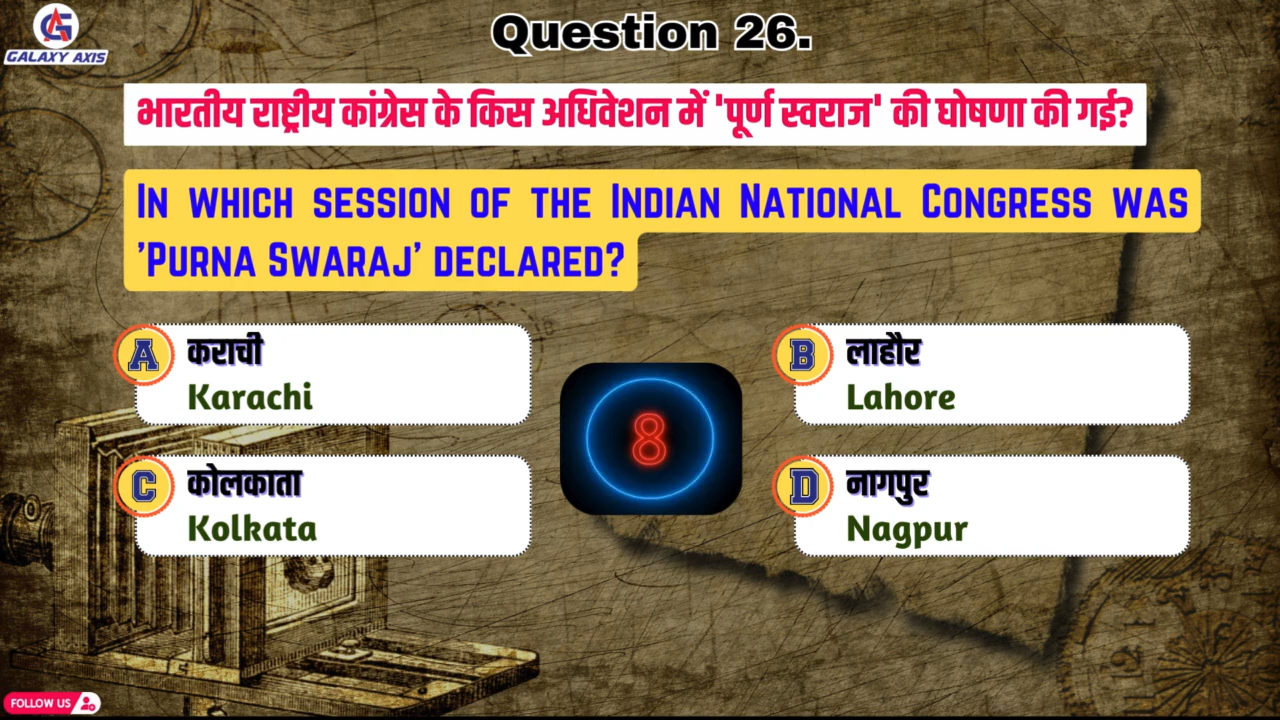 GALAXY AXIS
Question 26.
भारतीय राष्ट्रीय कांग्रेस के किस अधिवेशन में 'पूर्ण स्वराज' की घोषणा की गई?
In which session of the Indian National Congress was
'Purna Swaraj' declared?
A कराची
Karachi
B लाहौर
Lahore
8
C कोलकाता
Kolkata
D नागपुर
Nagpur
FOLLOW US